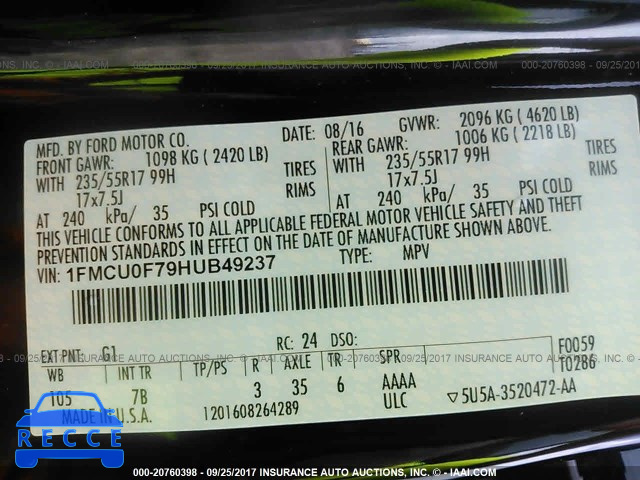 000-20760398 - 09/25/2017 INSURANCE AUTO AUCTIONS INC. - © IAAI.COM
MFD. BY FORD MOTOR CO. DATE: 08/16 GVWR: 2096 KG ( 4620 LB)
FRONT GAWR: 1098 KG ( 2420 LB) REAR GAWR: 1006 KG ( 2218 LB)
WITH 235/55R17 99H TIRES WITH 235/55R17 99H TIRES
17x7.5J RIMS 17x7.5J RIMS
AT 240 kPa/ 35 PSI COLD AT 240 kPa/ 35 PSI COLD
THIS VEHICLE CONFORMS TO ALL APPLICABLE FEDERAL MOTOR VEHICLE SAFETY AND THEFT
PREVENTION STANDARDS IN EFFECT ON THE DATE OF MANUFACTURE SHOWN ABOVE.
VIN: 1FMCU0F79HUB49237 TYPE: MPV
EXT PNT: G1 RC: 24 DSO: F0059
WB INT TR TP/PS R AXLE TR SPR T0286
105 7B 3 35 6 AAAA
MADE IN U.S.A. 1201608264289 ULC 5U5A-3520472-AA
000-20760398 - 09/25/2017 INSURANCE AUTO AUCTIONS INC. - © IAAI.COM